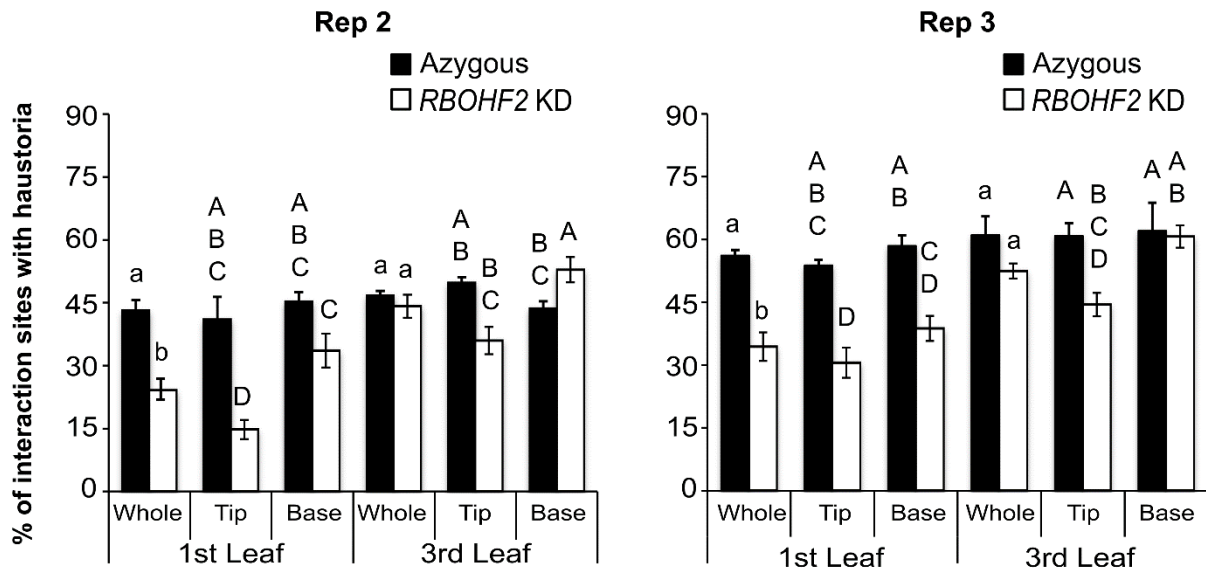 Rep 2
Azygous
RBOHF2 KD
% of interaction sites with haustoria
90
75
60
45
30
15
0
a
b
A
B
C
D
A
B
C
C
a
a
A
B
B
C
B
C
A
Whole
Tip
Base
Whole
Tip
Base
1st Leaf
3rd Leaf
Rep 3
Azygous
RBOHF2 KD
90
75
60
45
30
15
0
a
b
A
B
C
D
A
B
C
D
a
a
A
B
C
D
A
A
B
Whole
Tip
Base
Whole
Tip
Base
1st Leaf
3rd Leaf